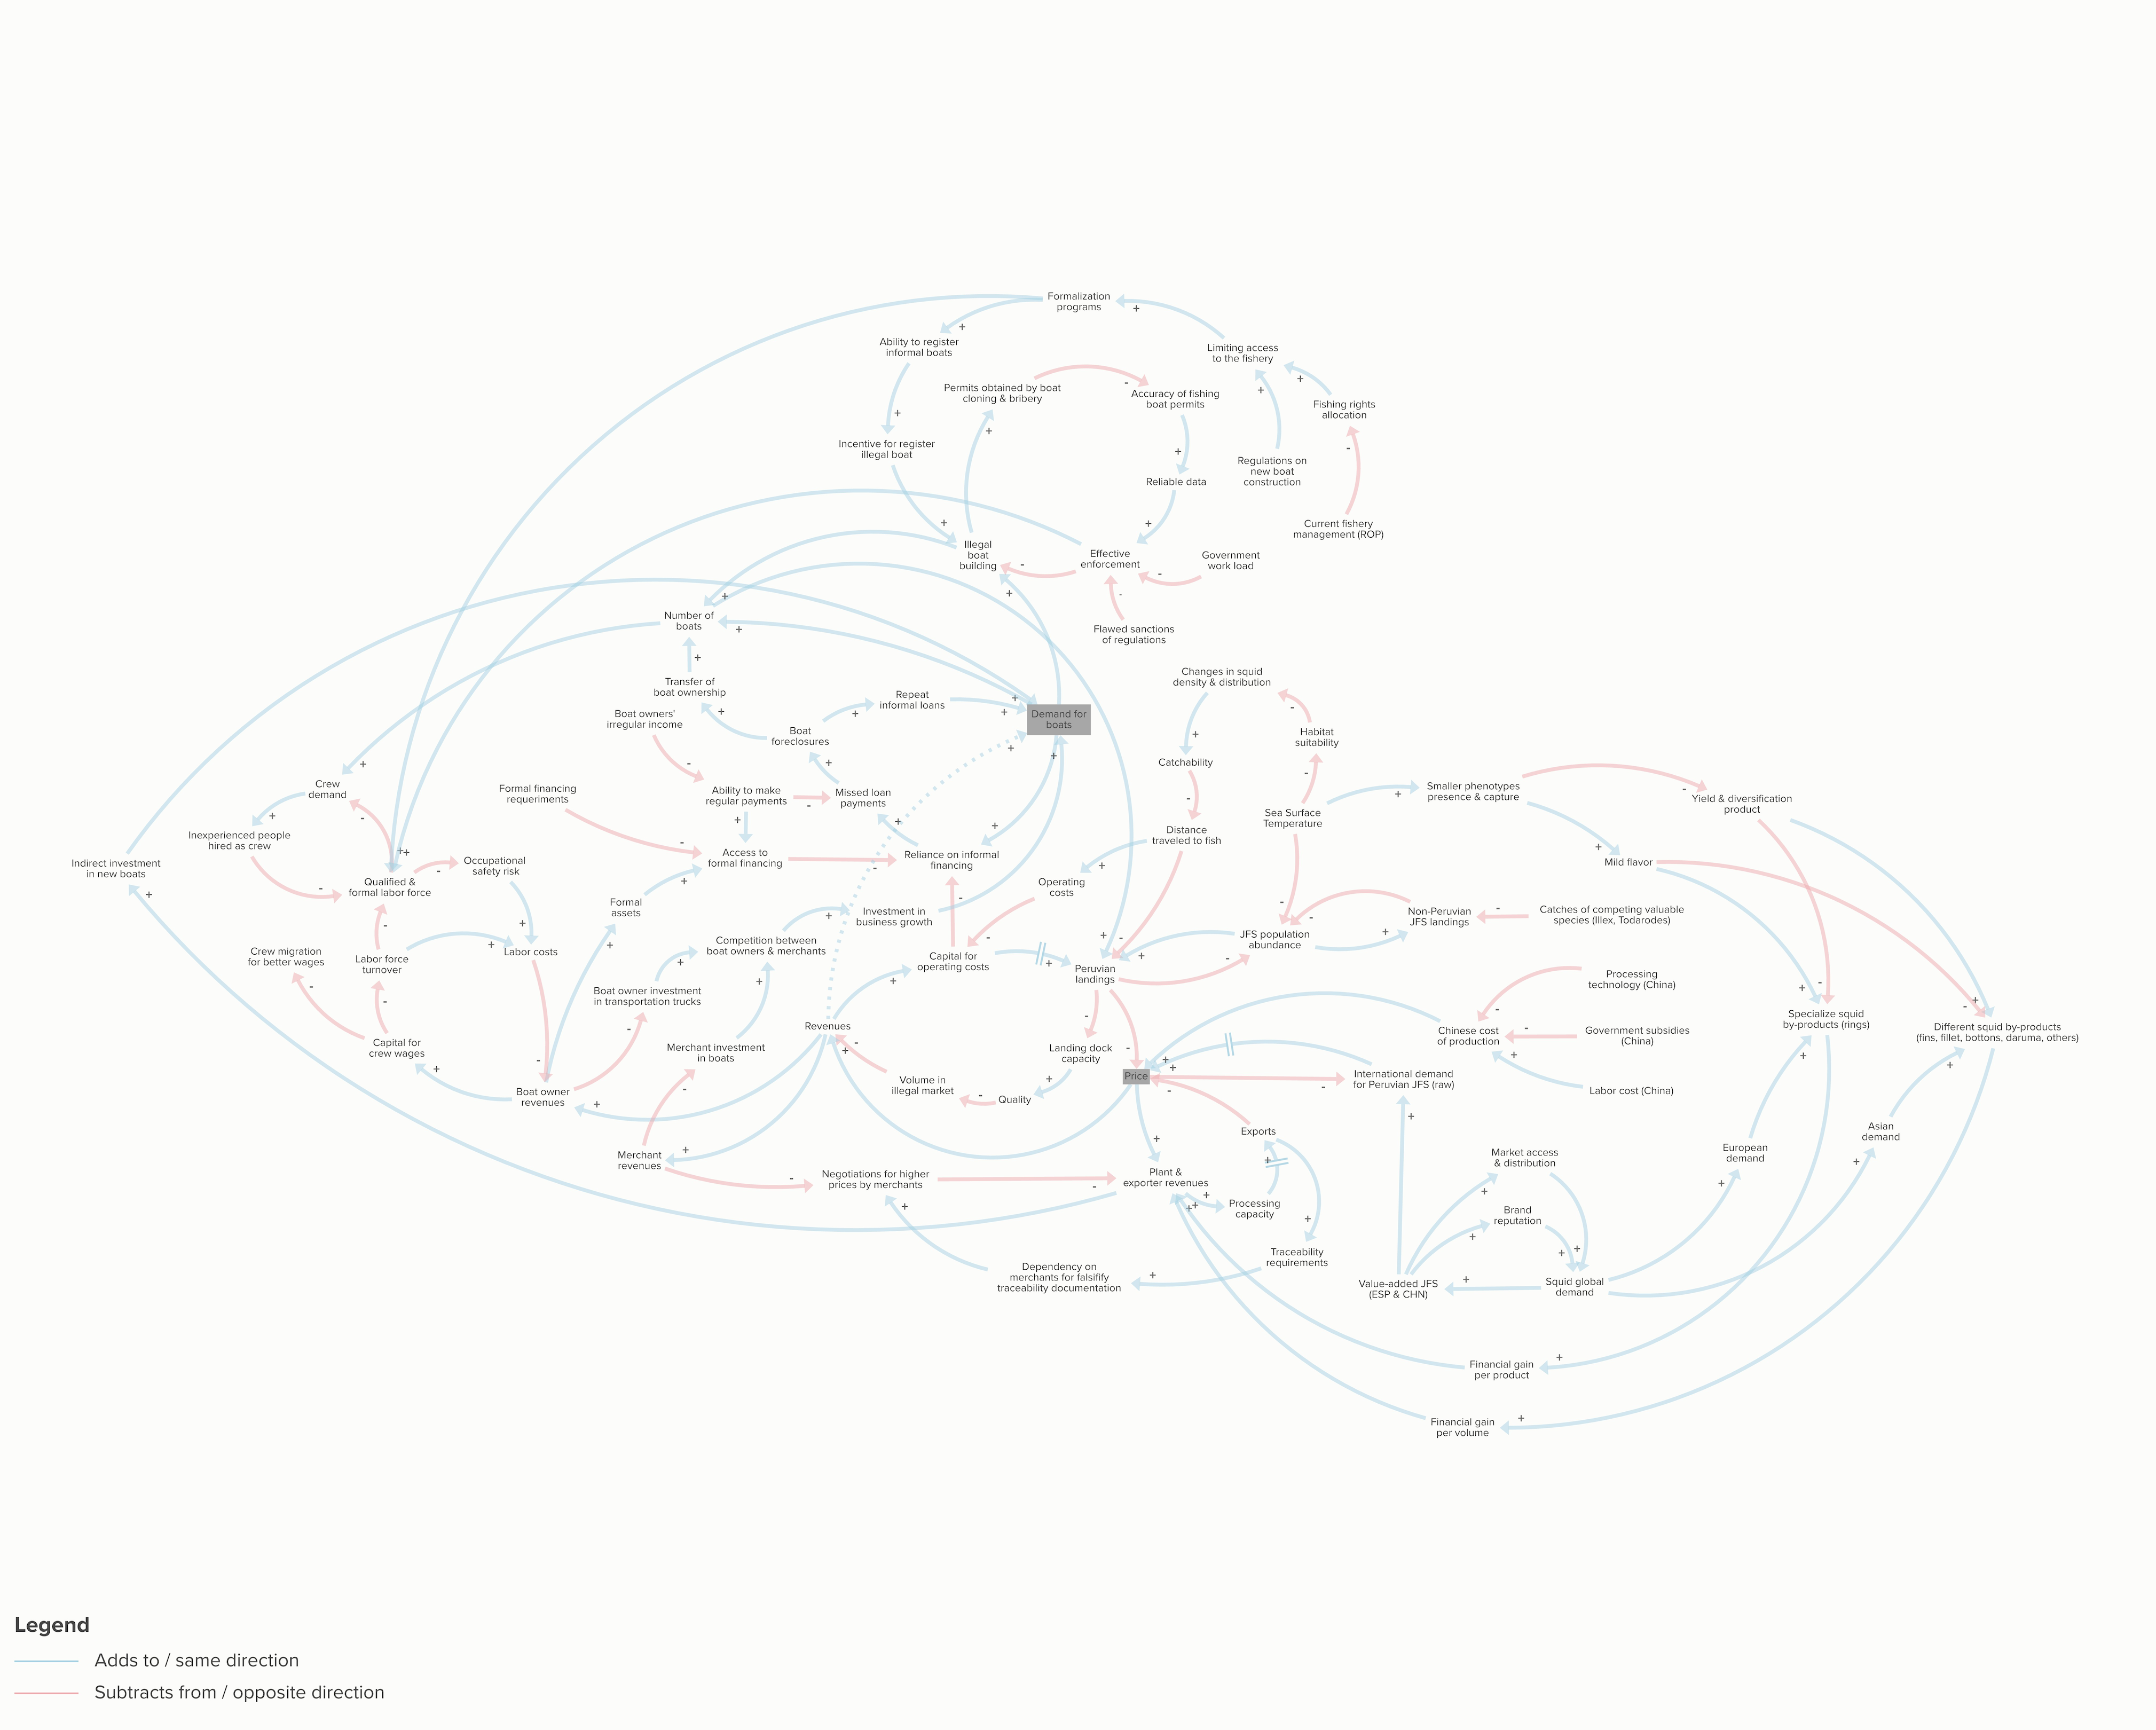 Formalization
programs
Ability to register
informal boats
Limiting access
to the fishery
Permits obtained by boat
cloning & bribery
Accuracy of fishing
boat permits
Fishing rights
allocation
Incentive for register
illegal boat
Reliable data
Regulations on
new boat
construction
Current fishery
management (ROP)
Illegal
boat
building
Effective
enforcement
Government
work load
Number of
boats
Flawed sanctions
of regulations
Transfer of
boat ownership
Changes in squid
density & distribution
Boat owners'
irregular income
Repeat
informal loans
Demand for
boats
Boat
foreclosures
Habitat
suitability
Catchability
Crew
demand
Formal financing
requeriments
Ability to make
regular payments
Missed loan
payments
Smaller phenotypes
presence & capture
Yield & diversification
product
Sea Surface
Temperature
Inexperienced people
hired as crew
Distance
traveled to fish
Indirect investment
in new boats
Occupational
safety risk
Access to
formal financing
Reliance on informal
financing
Mild flavor
Qualified &
formal labor force
Operating
costs
Formal
assets
Investment in
business growth
Non-Peruvian
JFS landings
Catches of competing valuable
species (Illex, Todarodes)
Crew migration
for better wages
Labor force
turnover
Labor costs
Competition between
boat owners & merchants
Capital for
operating costs
JFS population
abundance
Peruvian
landings
Boat owner investment
in transportation trucks
Processing
technology (China)
Revenues
Specialize squid
by-products (rings)
Different squid by-products
(fins, fillet, bottons, daruma, others)
Capital for
crew wages
Merchant investment
in boats
Landing dock
capacity
Chinese cost
of production
Government subsidies
(China)
Price
International demand
for Peruvian JFS (raw)
Boat owner
revenues
Volume in
illegal market
Quality
Labor cost (China)
Exports
Asian
demand
Merchant
revenues
Negotiations for higher
prices by merchants
Plant &
exporter revenues
Market access
& distribution
European
demand
Processing
capacity
Brand
reputation
Traceability
requirements
Dependency on
merchants for falsifify
traceability documentation
Value-added JFS
(ESP & CHN)
Squid global
demand
Financial gain
per product
Financial gain
per volume
Legend
Adds to / same direction
Subtracts from / opposite direction